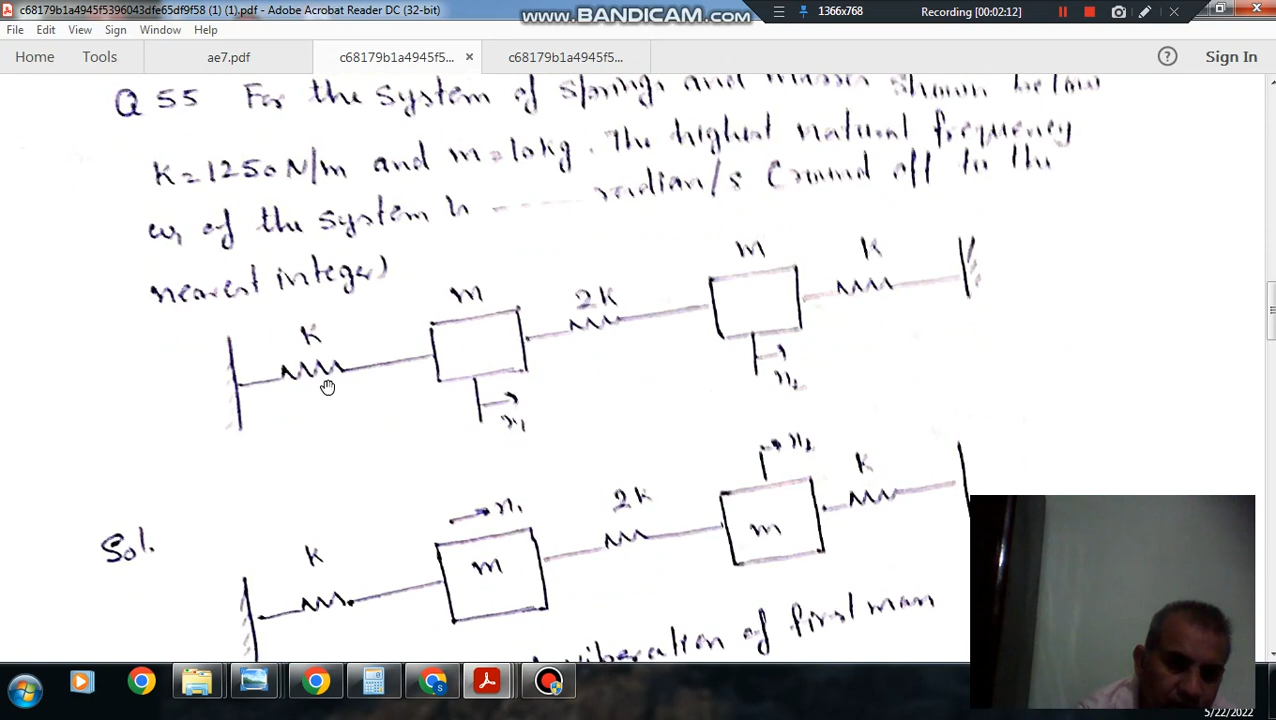 c68179b1a4945f5396043dfe65df9f58 (1) (1).pdf - Adobe Acrobat Reader DC (32-bit)
www.BANDICAM.com
1366x768
Recording [00:02:12]
File Edit View Sign Window Help
Home Tools
ae7.pdf
c68179b1a4945f5... ×
c68179b1a4945f5...
Sign In
Q 55 For the system of springs and masses shown below
K=1250 N/m and m=10kg. The highest natural frequency
ω, of the system is ---- radian/s (round off to the
nearest integer)
K
m
2K
m
K
x1
x2
Sol.
K
x1
m
2K
x2
m
K
viberation of first man
5/22/2022